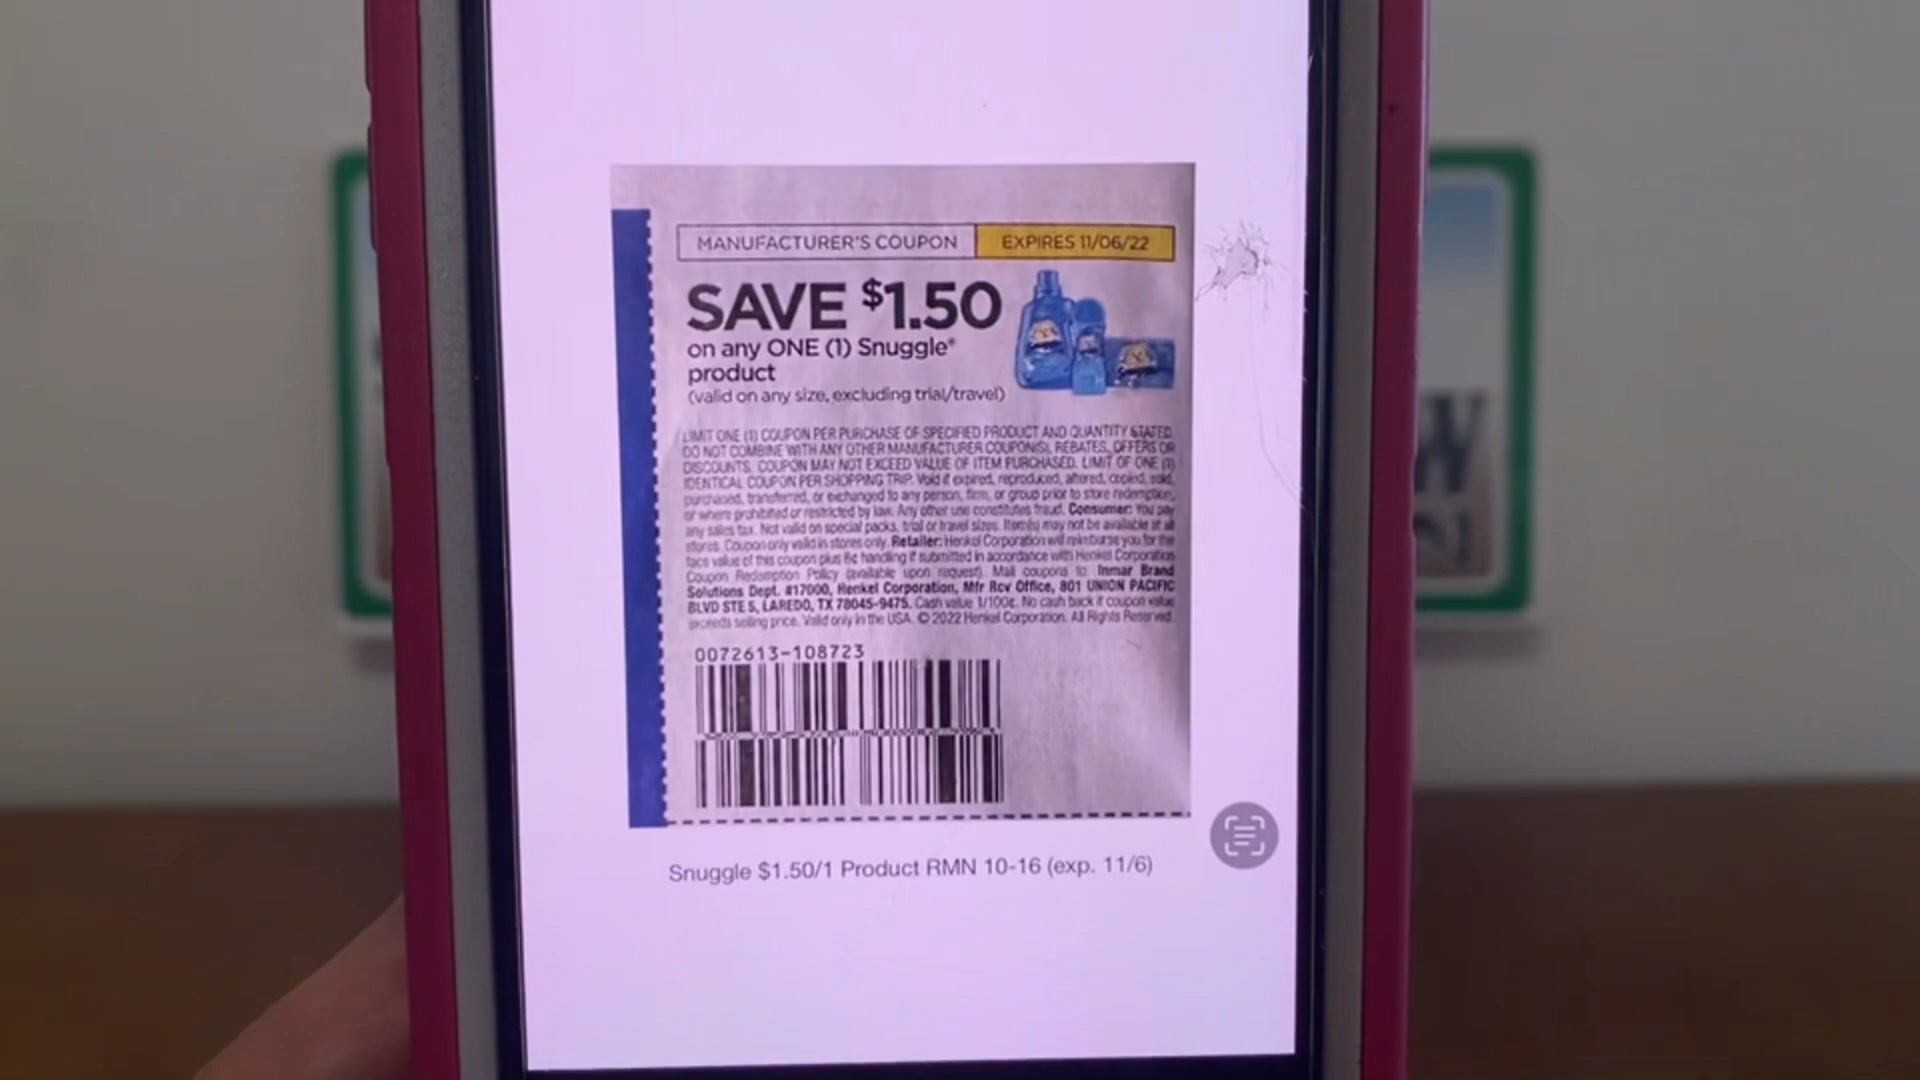 MANUFACTURER'S COUPON EXPIRES 11/06/22
SAVE $1.50
on any ONE (1) Snuggle®
product
(valid on any size, excluding trial/travel)
LIMIT ONE (1) COUPON PER PURCHASE OF SPECIFIED PRODUCT AND QUANTITY STATED.
DO NOT COMBINE WITH ANY OTHER MANUFACTURER COUPON(S), REBATES, OFFERS OR
DISCOUNTS. COUPON MAY NOT EXCEED VALUE OF ITEM PURCHASED. LIMIT OF ONE (1)
IDENTICAL COUPON PER SHOPPING TRIP. Void if expired, reproduced, altered, copied, sold,
purchased, transferred, or exchanged to any person, firm, or group prior to store redemption,
or where prohibited or restricted by law. Any other use constitutes fraud. Consumer: You pay
any sales tax. Not valid on special packs, trial or travel sizes. Item(s) may not be available at all
stores. Coupon only valid in stores only. Retailer: Henkel Corporation will reimburse you for the
face value of this coupon plus 8¢ handling if submitted in accordance with Henkel Corporation
Coupon Redemption Policy (available upon request). Mail coupons to: Inmar Brand
Solutions Dept. #17000, Henkel Corporation, Mfr Rcv Office, 801 UNION PACIFIC
BLVD STE 5, LAREDO, TX 78045-9475. Cash value 1/100¢. No cash back if coupon value
exceeds selling price. Valid only in the USA. © 2022 Henkel Corporation. All Rights Reserved.
0072613-108723
Snuggle $1.50/1 Product RMN 10-16 (exp. 11/6)